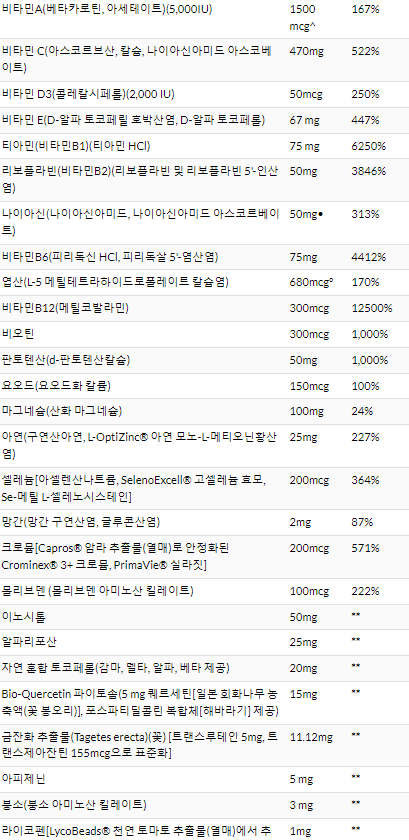 비타민A(베타카로틴, 아세테이트)(5,000IU) 1500 mcg^ 167%
비타민 C(아스코르브산, 칼슘, 나이아신아미드 아스코베 470mg 522%
이트)
비타민 D3(콜레칼시페롤)(2,000 IU) 50mcg 250%
비타민 E(D-알파 토코페릴 호박산염, D-알파 토코페롤) 67 mg 447%
티아민(비타민B1)(티아민 HCl) 75 mg 6250%
리보플라빈(비타민B2)(리보플라빈 및 리보플라빈 5'-인산 50mg 3846%
염)
나이아신(나이아신아미드, 나이아신아미드 아스코르베이 50mg• 313%
트)
비타민B6(피리독신 HCl, 피리독살 5'-염산염) 75mg 4412%
엽산(L-5 메틸테트라하이드로폴레이트 칼슘염) 680mcg° 170%
비타민B12(메틸코발라민) 300mcg 12500%
비오틴 300mcg 1,000%
판토텐산(d-판토텐산칼슘) 50mg 1,000%
요오드(요오드화 칼륨) 150mcg 100%
마그네슘(산화 마그네슘) 100mg 24%
아연(구연산아연, L-OptiZinc® 아연 모노-L-메티오닌황산 25mg 227%
염)
셀레늄[아셀렌산나트륨, SelenoExcell® 고셀레늄 효모, 200mcg 364%
Se-메틸 L-셀레노시스테인]
망간(망간 구연산염, 글루콘산염) 2mg 87%
크로뮴[Capros® 암라 추출물(열매)로 안정화된 200mcg 571%
Crominex® 3+ 크로뮴, PrimaVie® 실라짓]
몰리브덴 (몰리브덴 아미노산 킬레이트) 100mcg 222%
이노시톨 50mg **
알파리포산 25mg **
자연 혼합 토코페롤(감마, 델타, 알파, 베타 제공) 20mg **
Bio-Quercetin 파이토솜(5 mg 퀘르세틴[일본 회화나무 농 15mg **
축액(꽃 봉오리)], 포스파티딜콜린 복합체[해바라기] 제공)
금잔화 추출물(Tagetes erecta)(꽃) [트랜스루테인 5mg, 트 11.12mg **
랜스제아잔틴 155mcg으로 표준화]
아피제닌 5 mg **
붕소(붕소 아미노산 킬레이트) 3 mg **
라이코펜[LycoBeads® 천연 토마토 추출물(열매)에서 추 1mg **